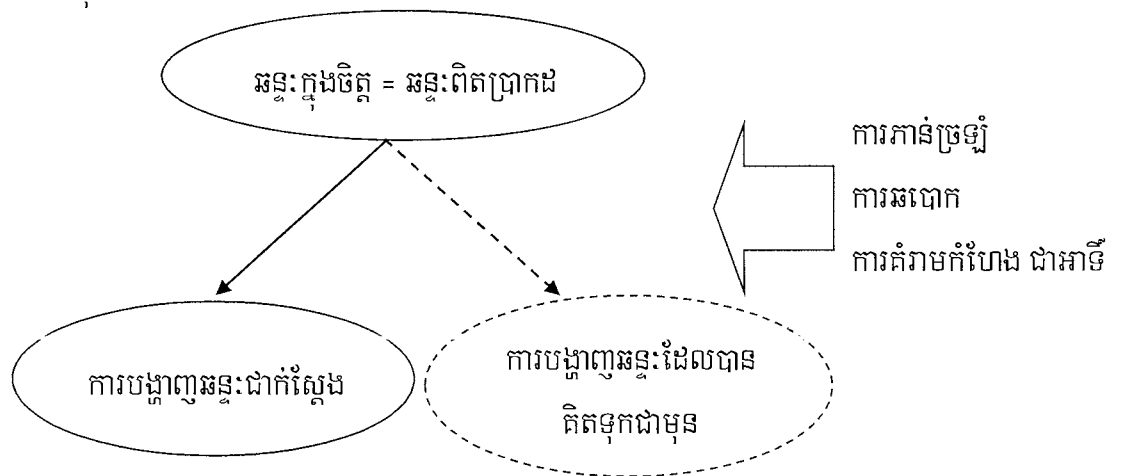 ឆន្ទៈក្នុងចិត្ត = ឆន្ទៈពិតប្រាកដ
ការភាន់ច្រឡំ
ការឆបោក
ការគំរាមកំហែង ជាអាទិ៍
ការបង្ហាញឆន្ទៈជាក់ស្តែង
ការបង្ហាញឆន្ទៈដែលបាន
គិតទុកជាមុន